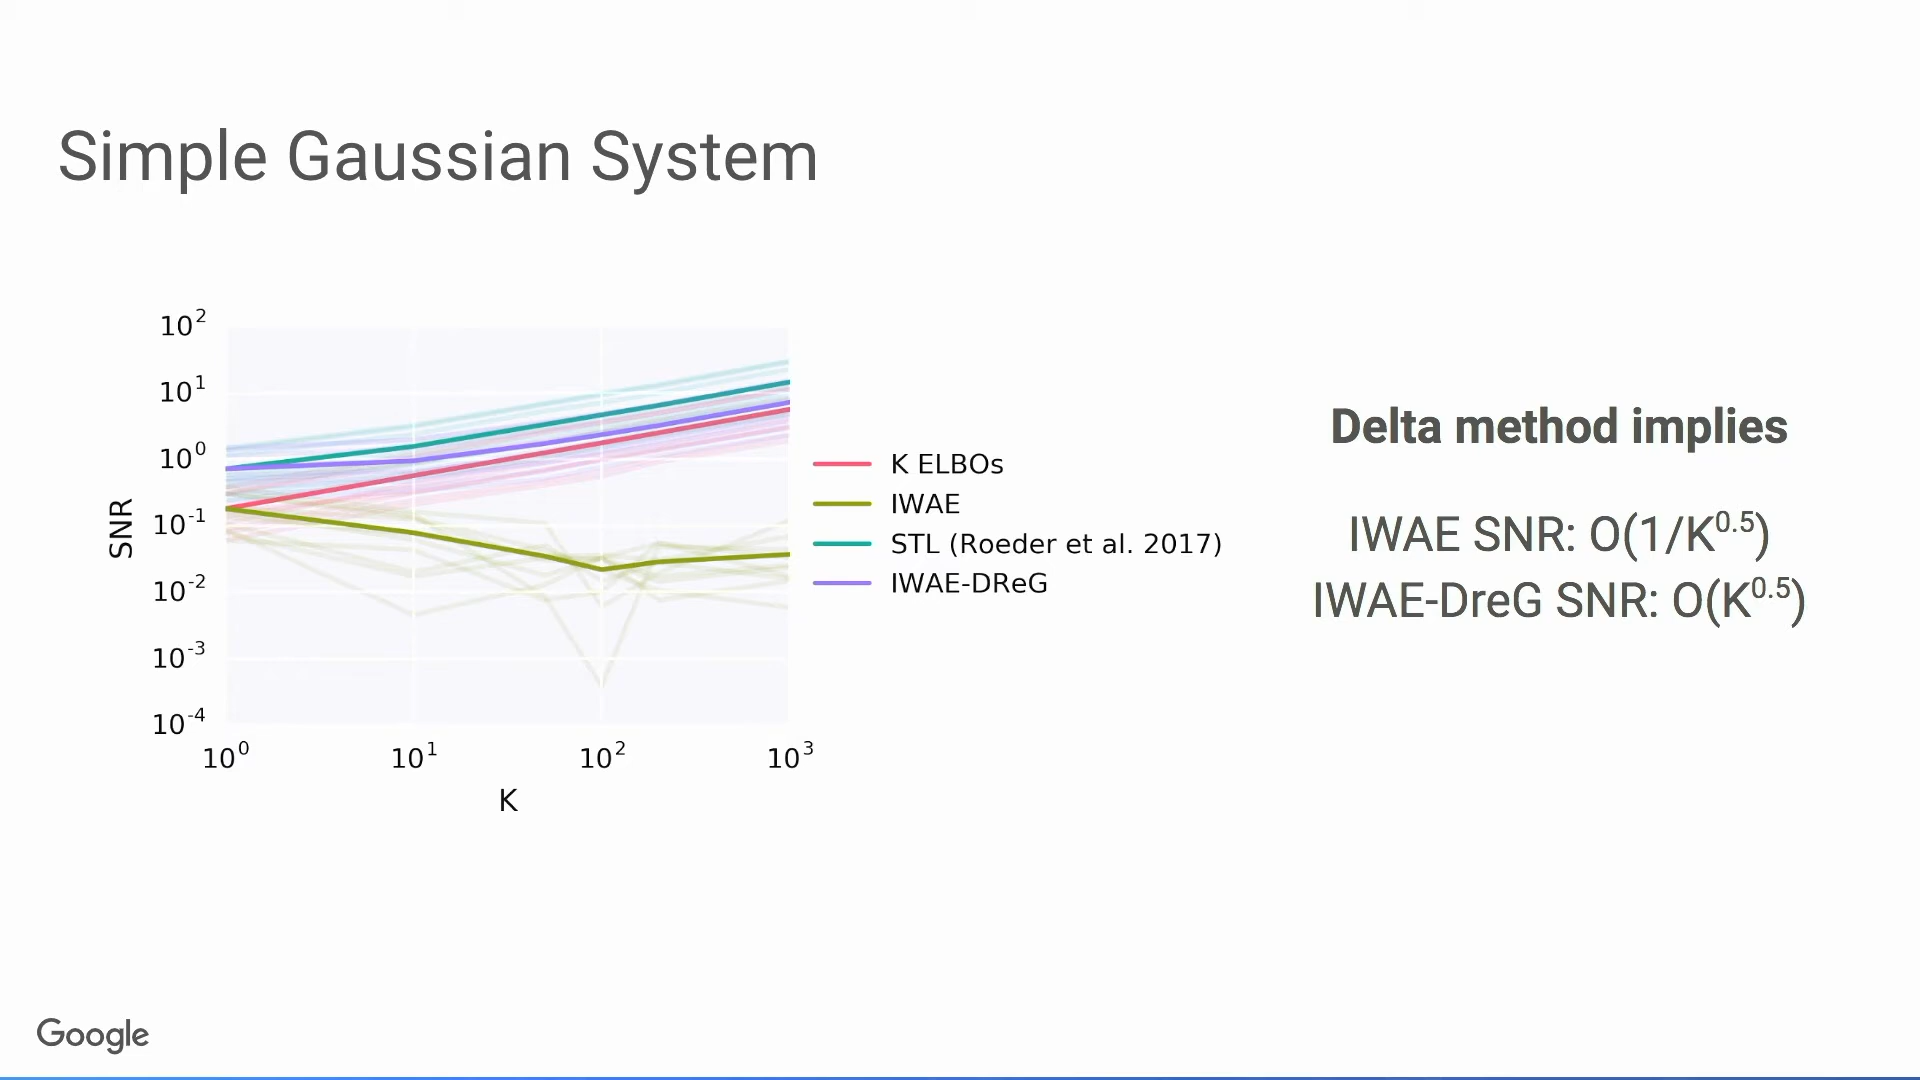 Simple Gaussian System
10^2
10^1
10^0
10^-1
10^-2
10^-3
10^-4
SNR
10^0 10^1 10^2 10^3
K
K ELBOs
IWAE
STL (Roeder et al. 2017)
IWAE-DReG
Delta method implies
IWAE SNR: O(1/K^0.5)
IWAE-DreG SNR: O(K^0.5)
Google